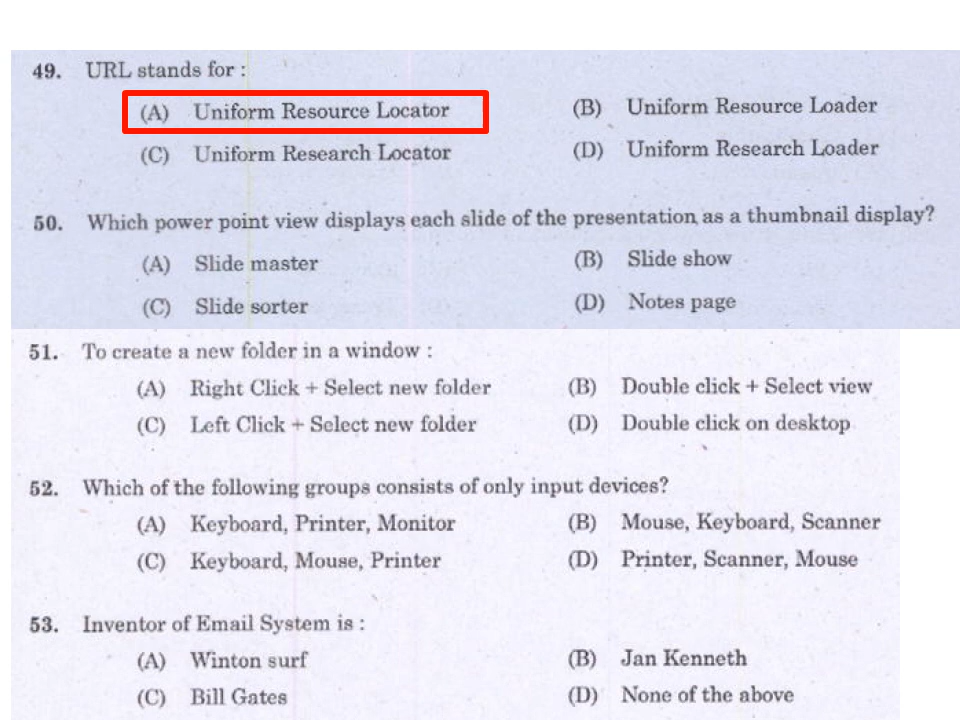 49. URL stands for :
(A) Uniform Resource Locator (B) Uniform Resource Loader
(C) Uniform Research Locator (D) Uniform Research Loader
50. Which power point view displays each slide of the presentation as a thumbnail display?
(A) Slide master (B) Slide show
(C) Slide sorter (D) Notes page
51. To create a new folder in a window :
(A) Right Click + Select new folder (B) Double click + Select view
(C) Left Click + Select new folder (D) Double click on desktop
52. Which of the following groups consists of only input devices?
(A) Keyboard, Printer, Monitor (B) Mouse, Keyboard, Scanner
(C) Keyboard, Mouse, Printer (D) Printer, Scanner, Mouse
53. Inventor of Email System is :
(A) Winton surf (B) Jan Kenneth
(C) Bill Gates (D) None of the above